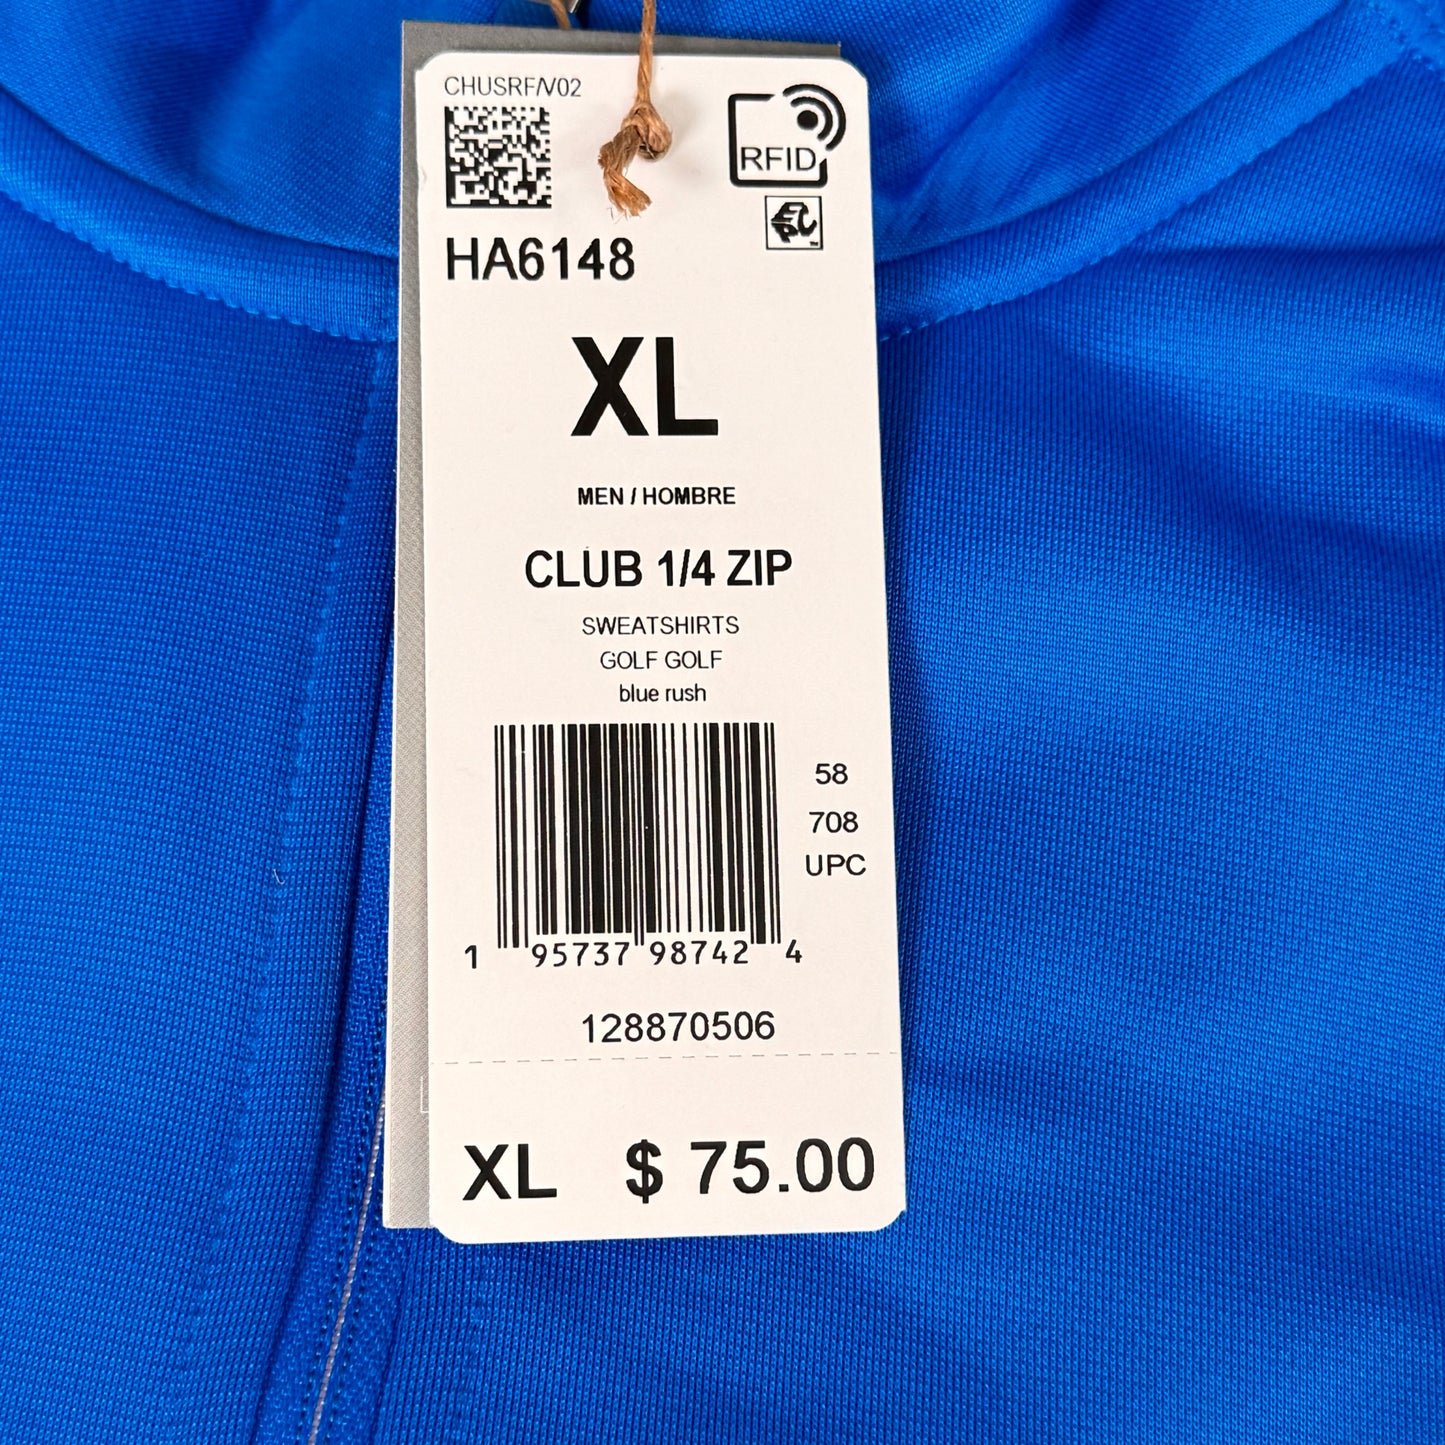 CHUSRF/V02
RFID
EPC
HA6148
XL
MEN / HOMBRE
CLUB 1/4 ZIP
SWEATSHIRTS
GOLF GOLF
blue rush
58
708
UPC
1 95737 98742 4
128870506
XL $ 75.00